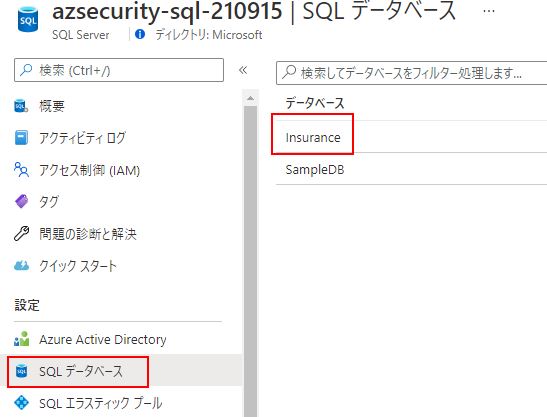 azsecurity-sql-210915 | SQL データベース ...
SQL Server ディレクトリ: Microsoft
検索 (Ctrl+/)
検索してデータベースをフィルター処理します...
概要
データベース
アクティビティ ログ
Insurance
アクセス制御 (IAM)
SampleDB
タグ
問題の診断と解決
クイック スタート
設定
Azure Active Directory
SQL データベース
SQL エラスティック プール